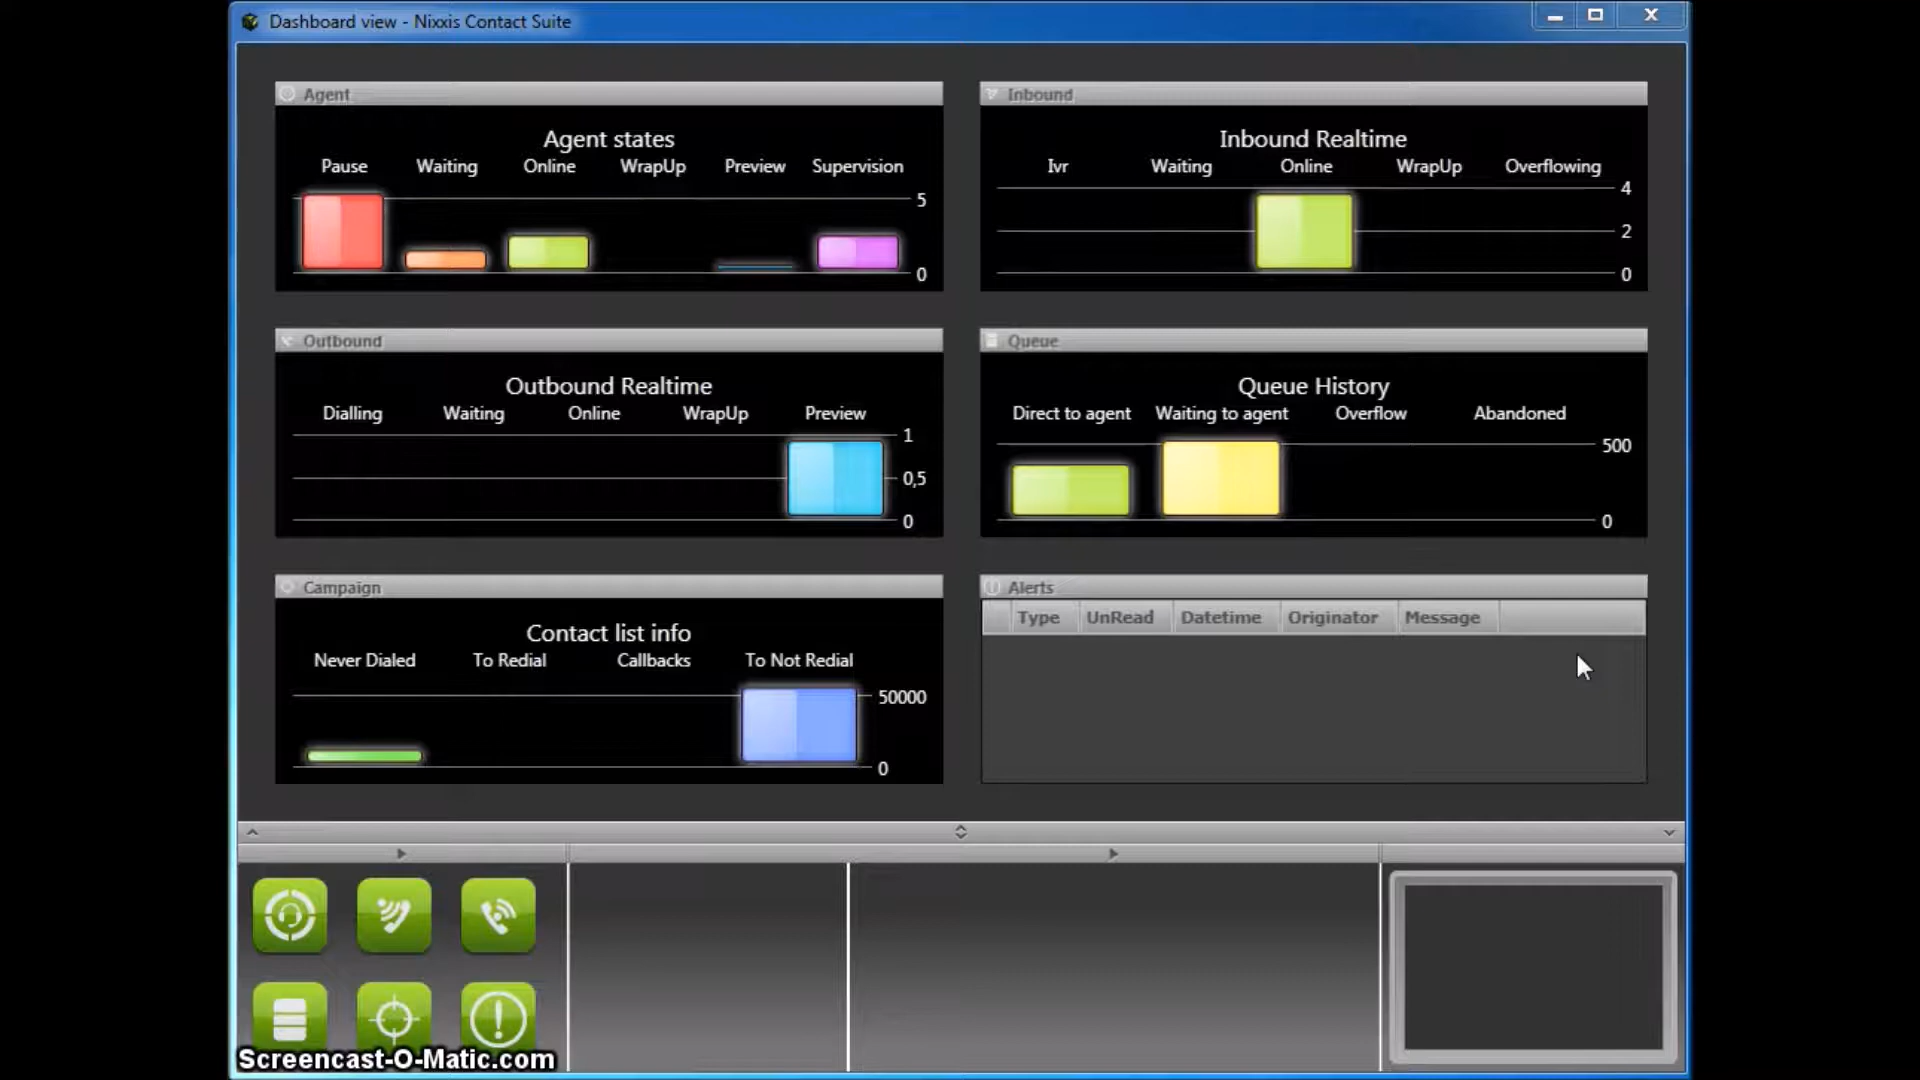 Dashboard view - Nixxis Contact Suite
Agent
Agent states
Pause Waiting Online WrapUp Preview Supervision
5
0
Inbound
Inbound Realtime
Ivr Waiting Online WrapUp Overflowing
4
2
0
Outbound
Outbound Realtime
Dialling Waiting Online WrapUp Preview
1
0,5
0
Queue
Queue History
Direct to agent Waiting to agent Overflow Abandoned
500
0
Campaign
Contact list info
Never Dialed To Redial Callbacks To Not Redial
50000
0
Alerts
Type UnRead Datetime Originator Message
Screencast-O-Matic.com